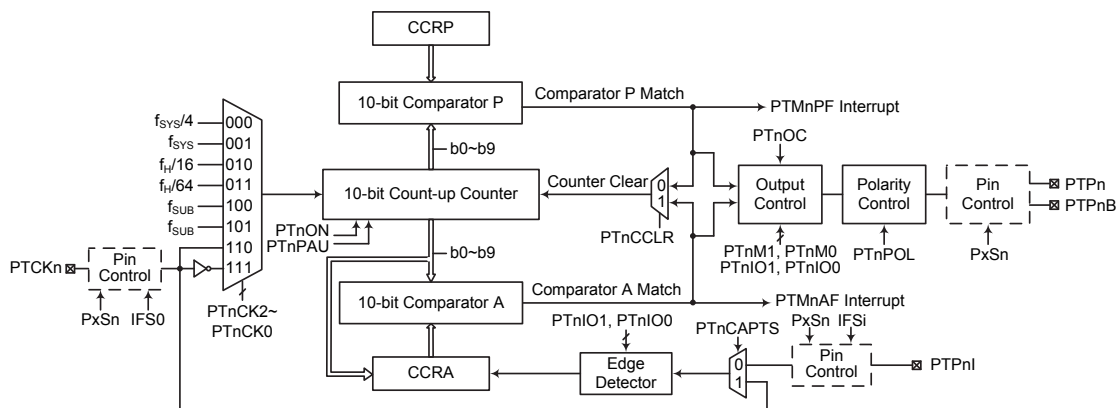 CCRP
10-bit Comparator P
Comparator P Match
PTMnPF Interrupt
fSYS/4
000
fSYS
001
fH/16
010
fH/64
011
fSUB
100
fSUB
101
110
111
b0~b9
10-bit Count-up Counter
Counter Clear
0
1
PTnCCLR
PTnOC
Output
Control
Polarity
Control
Pin
Control
PTPn
PTPnB
PTnON
PTnPAU
PTnM1, PTnM0
PTnIO1, PTnIO0
PTnPOL
PxSn
PTCKn
Pin
Control
PxSn
IFS0
PTnCK2~
PTnCK0
b0~b9
10-bit Comparator A
Comparator A Match
PTMnAF Interrupt
PTnIO1, PTnIO0
PTnCAPTS
PxSn
IFSi
CCRA
Edge
Detector
0
1
Pin
Control
PTPnI